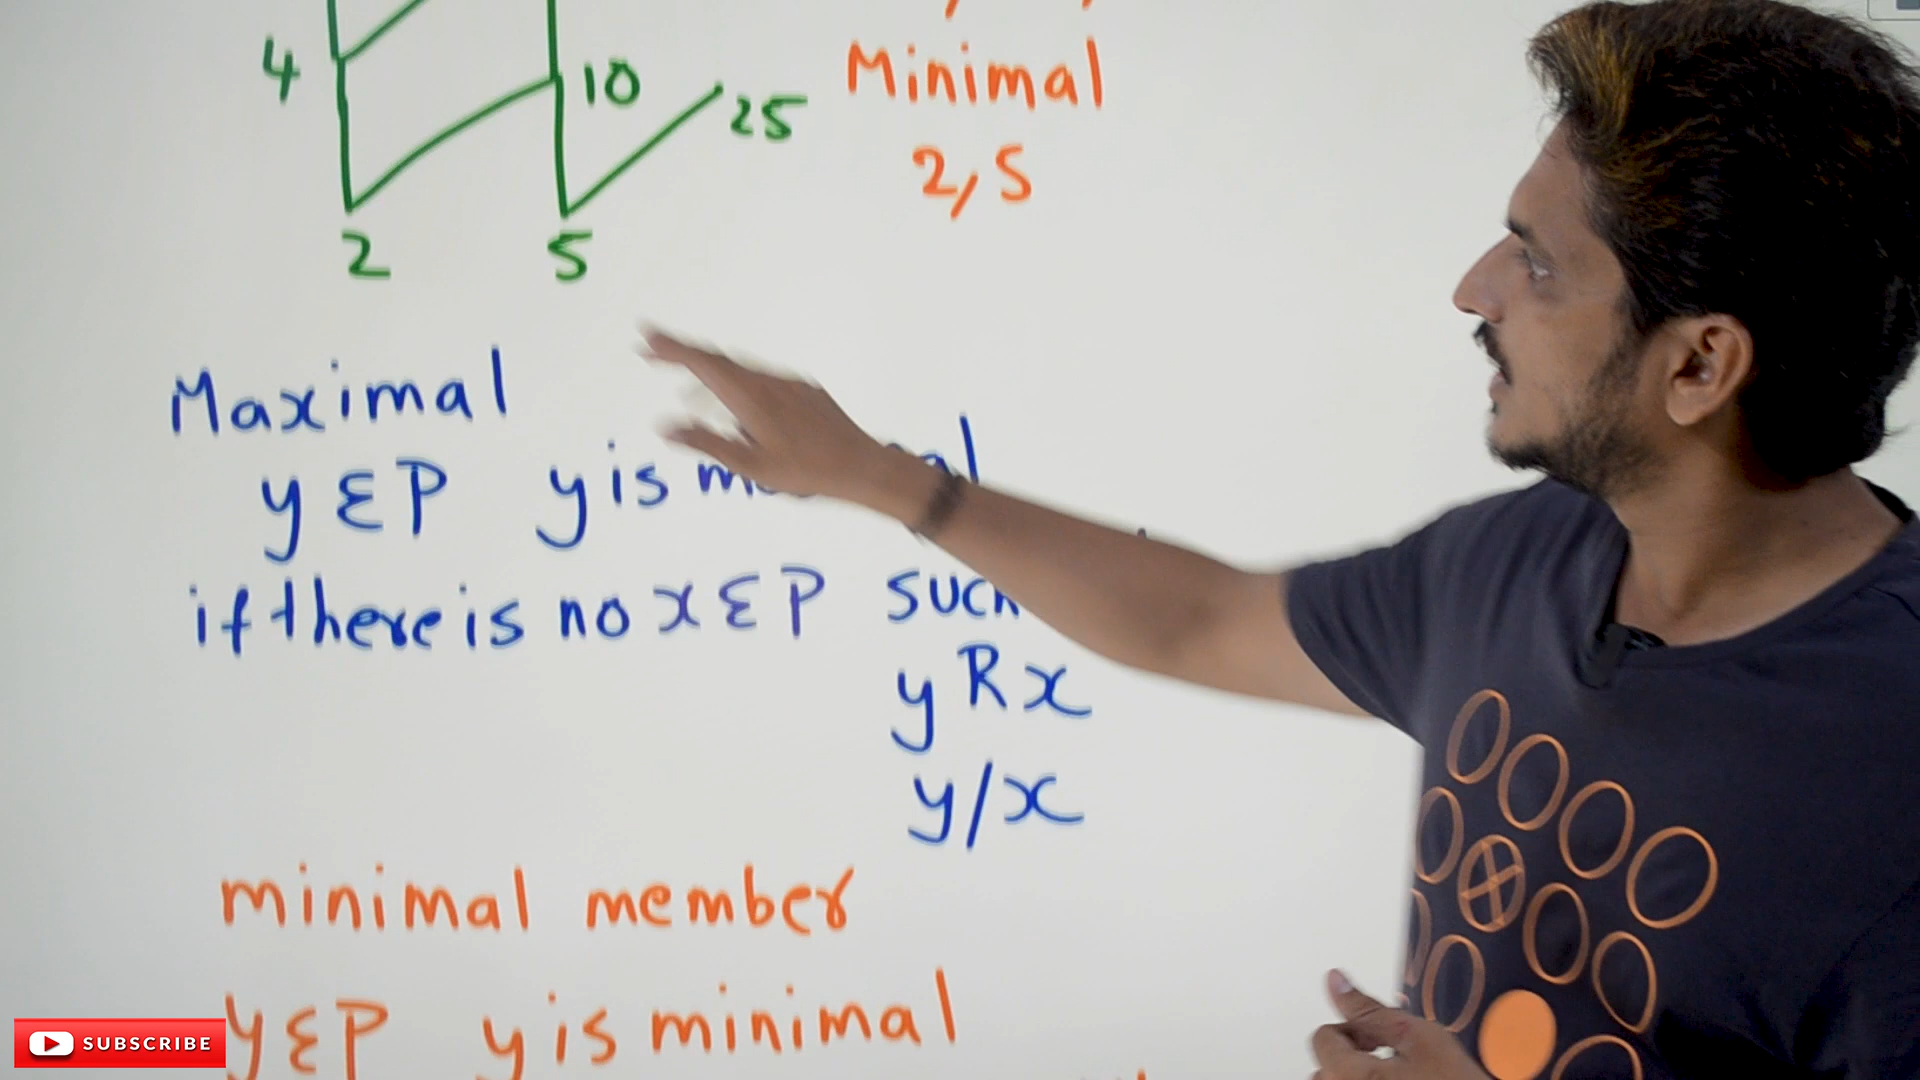 4 10 25 Minimal
2 5 2, 5
Maximal
y Ɛ P y is
if there is no x Ɛ P such
y R x
y/x
minimal member
y Ɛ P y is minimal
SUBSCRIBE